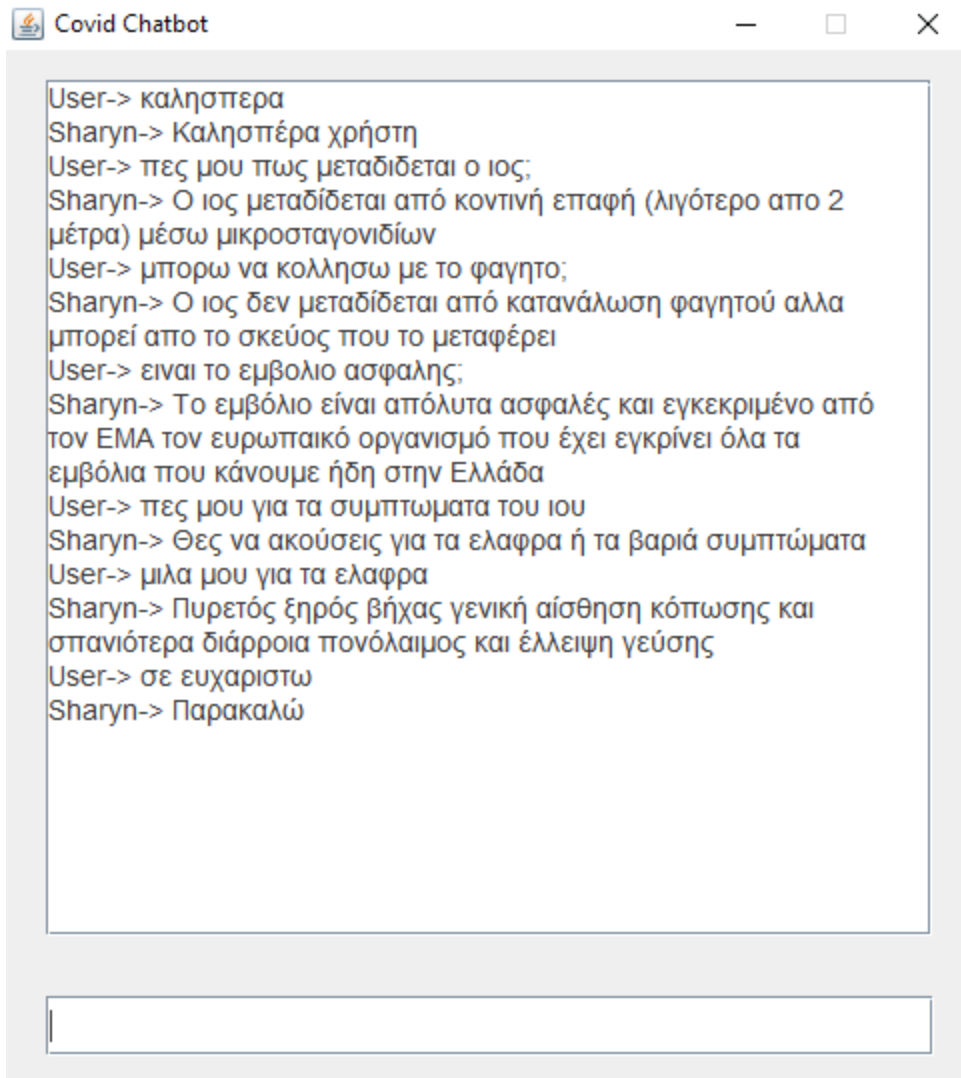 Covid Chatbot
User-> καλησπερα
Sharyn-> Καλησπέρα χρήστη
User-> πες μου πως μεταδιδεται ο ιος;
Sharyn-> Ο ιος μεταδίδεται από κοντινή επαφή (λιγότερο απο 2
μέτρα) μέσω μικροσταγονιδίων
User-> μπορω να κολλησω με το φαγητο;
Sharyn-> Ο ιος δεν μεταδίδεται από κατανάλωση φαγητού αλλα
μπορεί απο το σκεύος που το μεταφέρει
User-> ειναι το εμβολιο ασφαλης;
Sharyn-> Το εμβόλιο είναι απόλυτα ασφαλές και εγκεκριμένο από
τον ΕΜΑ τον ευρωπαικό οργανισμό που έχει εγκρίνει όλα τα
εμβόλια που κάνουμε ήδη στην Ελλάδα
User-> πες μου για τα συμπτωματα του ιου
Sharyn-> Θες να ακούσεις για τα ελαφρα ή τα βαριά συμπτώματα
User-> μιλα μου για τα ελαφρα
Sharyn-> Πυρετός ξηρός βήχας γενική αίσθηση κόπωσης και
σπανιότερα διάρροια πονόλαιμος και έλλειψη γεύσης
User-> σε ευχαριστω
Sharyn-> Παρακαλώ